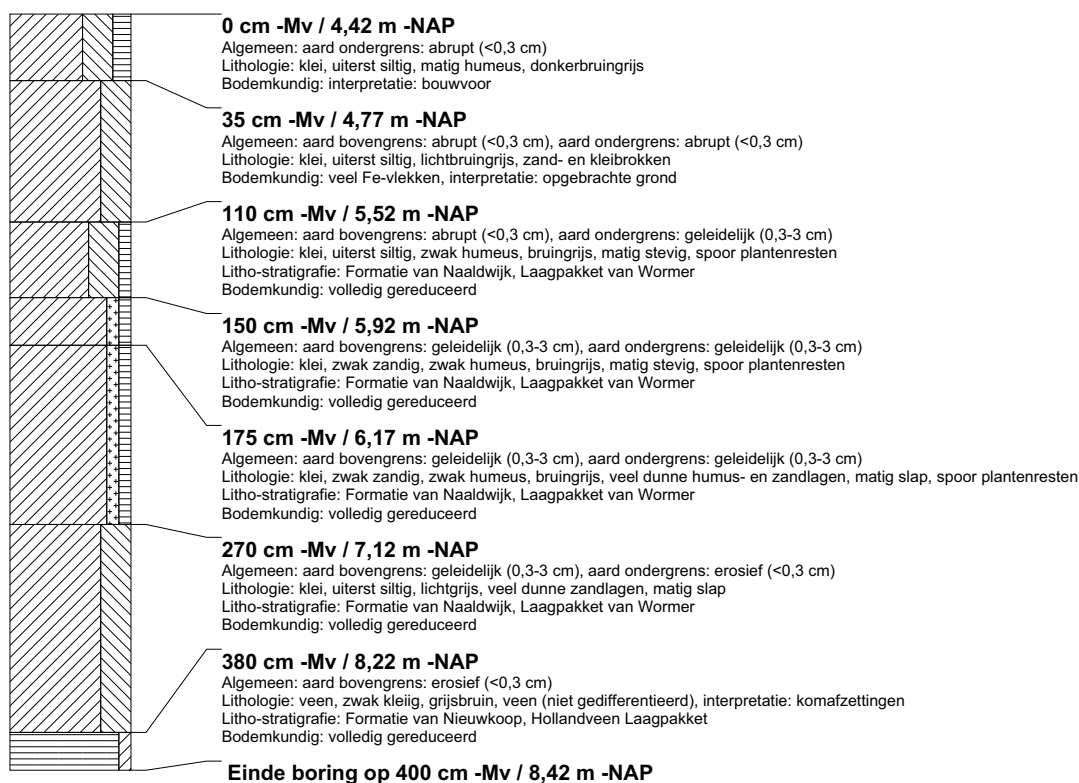 0 cm -Mv / 4,42 m -NAP
Algemeen: aard ondergrens: abrupt (<0,3 cm)
Lithologie: klei, uiterst siltig, matig humeus, donkerbruingrijs
Bodemkundig: interpretatie: bouwvoor
35 cm -Mv / 4,77 m -NAP
Algemeen: aard bovengrens: abrupt (<0,3 cm), aard ondergrens: abrupt (<0,3 cm)
Lithologie: klei, uiterst siltig, lichtbruingrijs, zand- en kleibrokken
Bodemkundig: veel Fe-vlekken, interpretatie: opgebrachte grond
110 cm -Mv / 5,52 m -NAP
Algemeen: aard bovengrens: abrupt (<0,3 cm), aard ondergrens: geleidelijk (0,3-3 cm)
Lithologie: klei, uiterst siltig, zwak humeus, bruingrijs, matig stevig, spoor plantenresten
Litho-stratigrafie: Formatie van Naaldwijk, Laagpakket van Wormer
Bodemkundig: volledig gereduceerd
150 cm -Mv / 5,92 m -NAP
Algemeen: aard bovengrens: geleidelijk (0,3-3 cm), aard ondergrens: geleidelijk (0,3-3 cm)
Lithologie: klei, zwak zandig, zwak humeus, bruingrijs, matig stevig, spoor plantenresten
Litho-stratigrafie: Formatie van Naaldwijk, Laagpakket van Wormer
Bodemkundig: volledig gereduceerd
175 cm -Mv / 6,17 m -NAP
Algemeen: aard bovengrens: geleidelijk (0,3-3 cm), aard ondergrens: geleidelijk (0,3-3 cm)
Lithologie: klei, zwak zandig, zwak humeus, bruingrijs, veel dunne humus- en zandlagen, matig slap, spoor plantenresten
Litho-stratigrafie: Formatie van Naaldwijk, Laagpakket van Wormer
Bodemkundig: volledig gereduceerd
270 cm -Mv / 7,12 m -NAP
Algemeen: aard bovengrens: geleidelijk (0,3-3 cm), aard ondergrens: erosief (<0,3 cm)
Lithologie: klei, uiterst siltig, lichtgrijs, veel dunne zandlagen, matig slap
Litho-stratigrafie: Formatie van Naaldwijk, Laagpakket van Wormer
Bodemkundig: volledig gereduceerd
380 cm -Mv / 8,22 m -NAP
Algemeen: aard bovengrens: erosief (<0,3 cm)
Lithologie: veen, zwak kleiig, grijsbruin, veen (niet gedifferentieerd), interpretatie: komafzettingen
Litho-stratigrafie: Formatie van Nieuwkoop, Hollandveen Laagpakket
Bodemkundig: volledig gereduceerd
Einde boring op 400 cm -Mv / 8,42 m -NAP